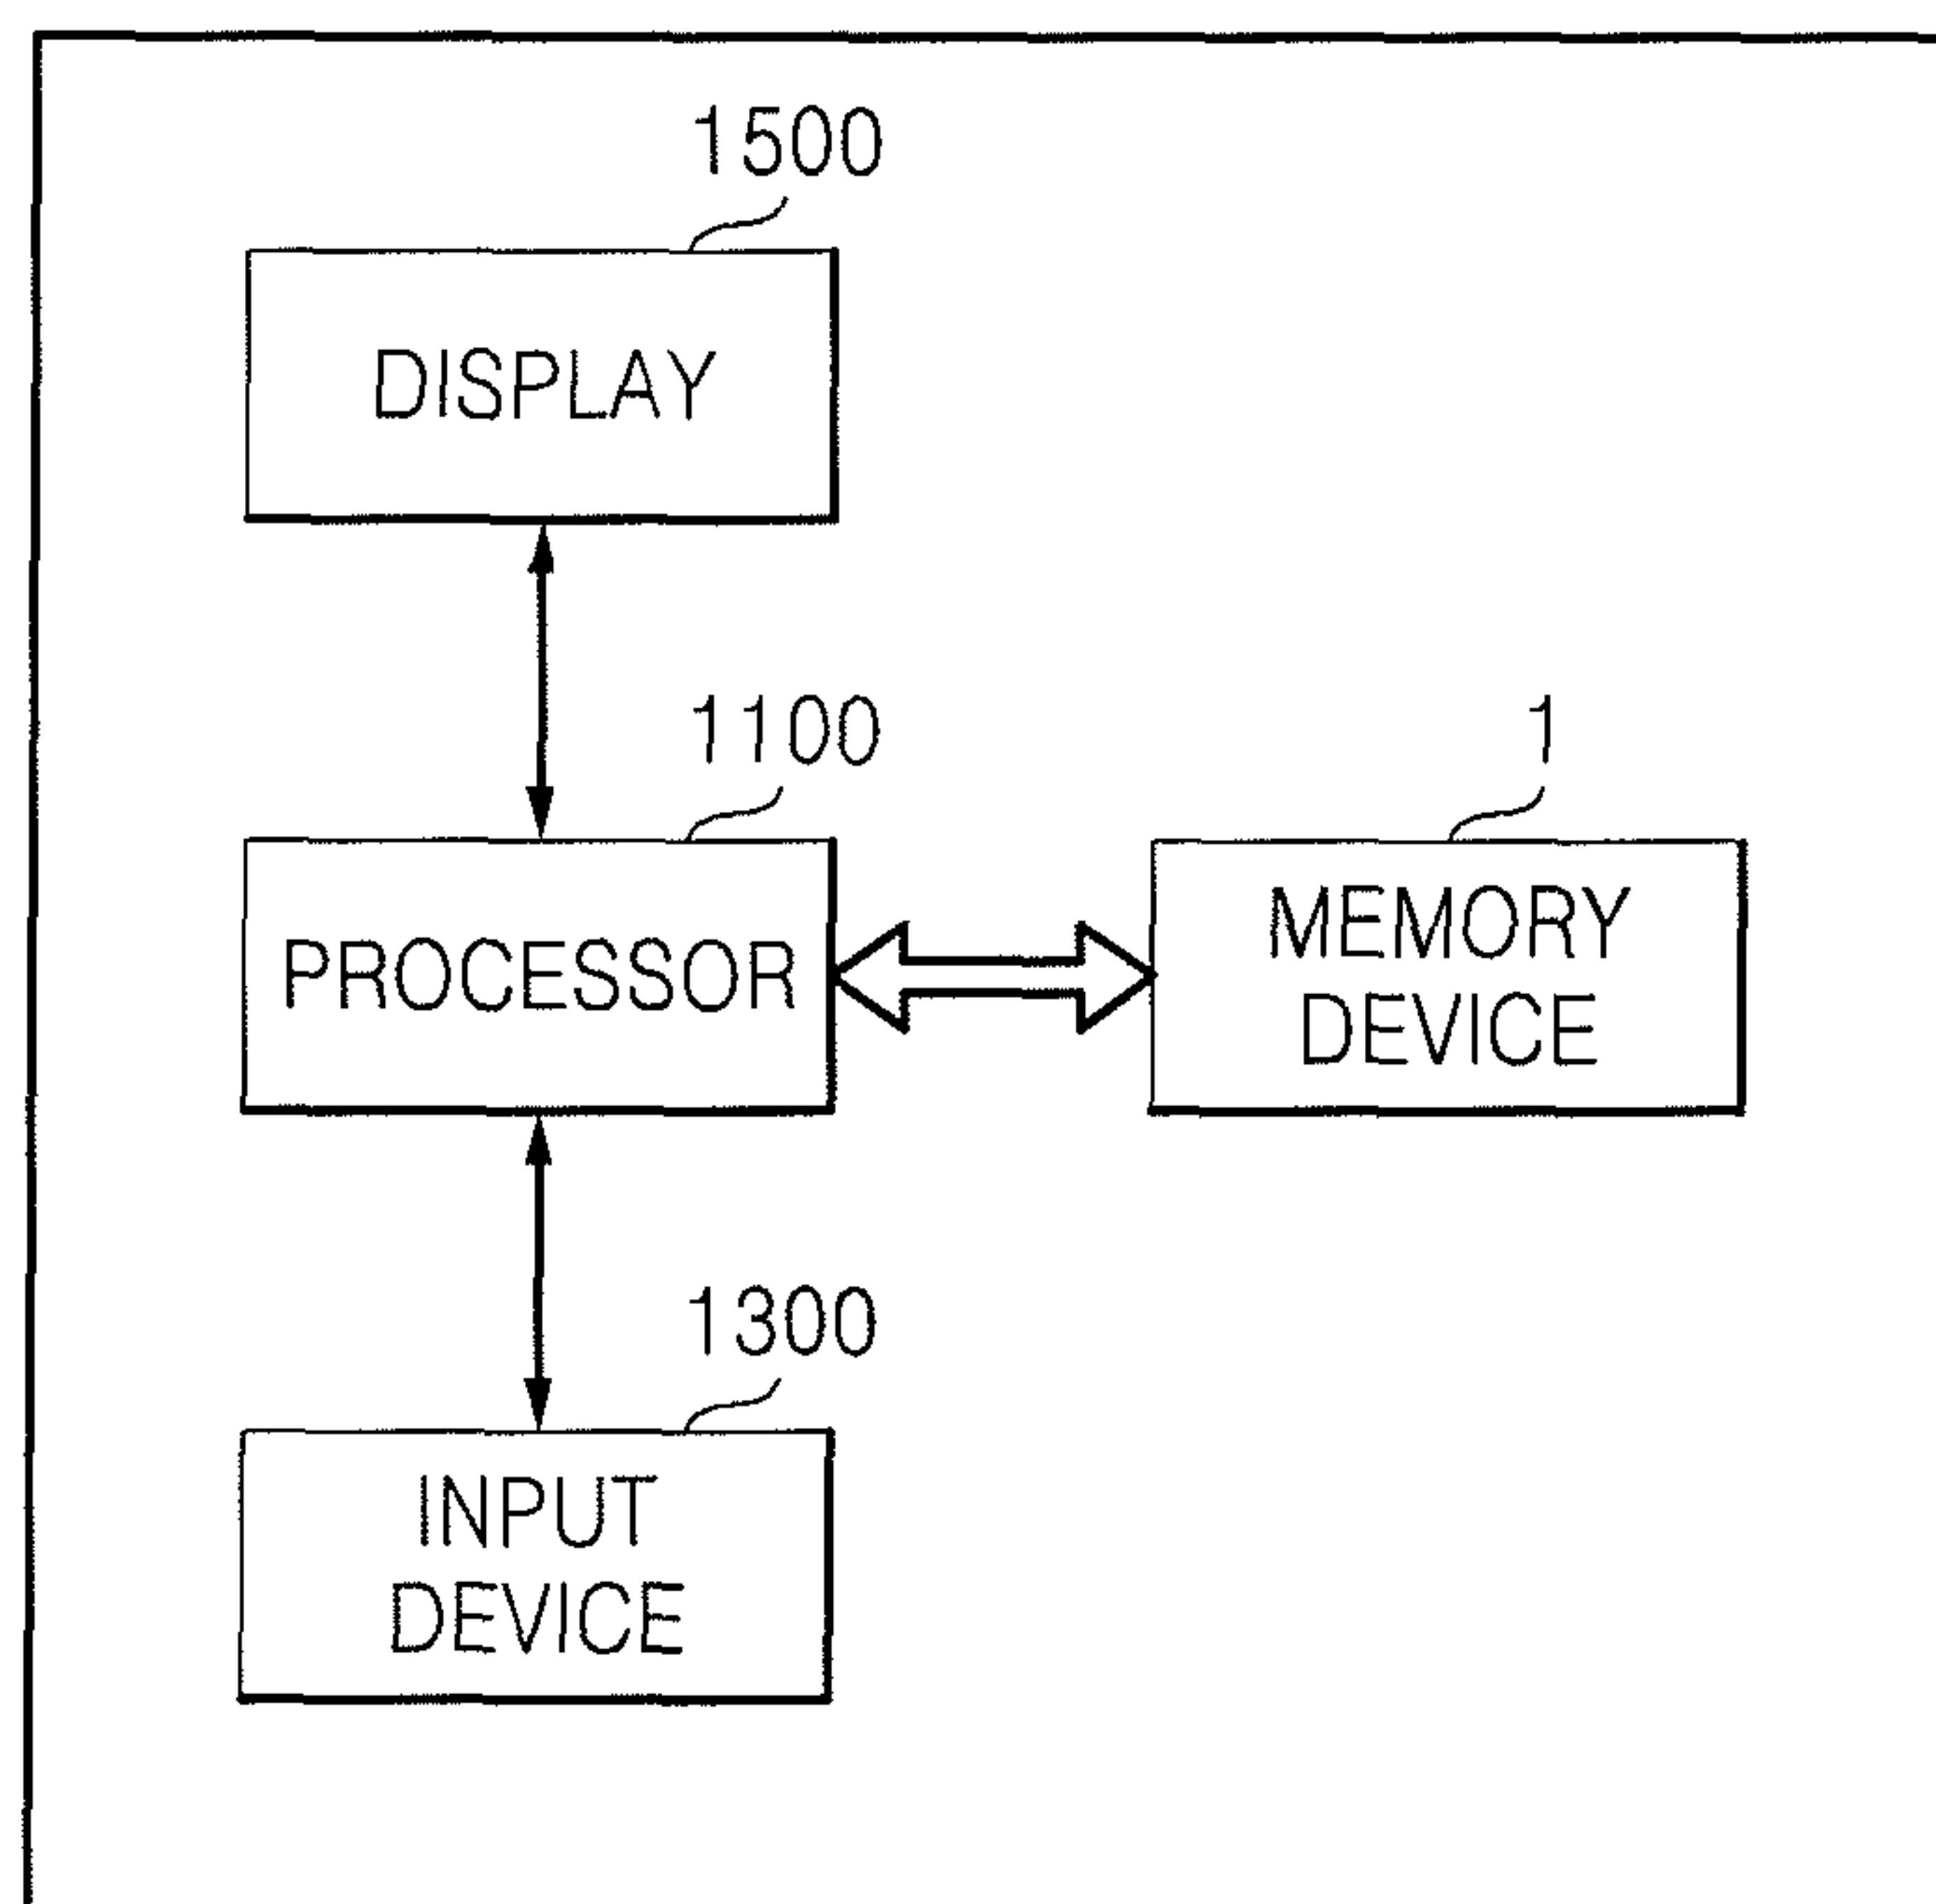 1500
DISPLAY
1100
PROCESSOR
1
MEMORY
DEVICE
1300
INPUT
DEVICE